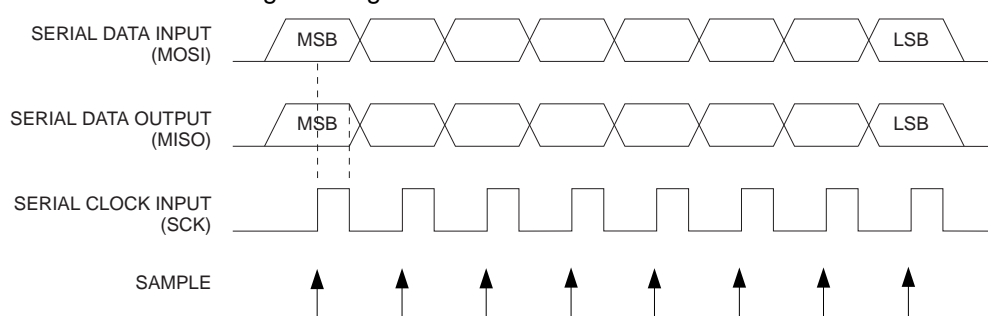 SERIAL DATA INPUT
(MOSI)
MSB
LSB
SERIAL DATA OUTPUT
(MISO)
MSB
LSB
SERIAL CLOCK INPUT
(SCK)
SAMPLE